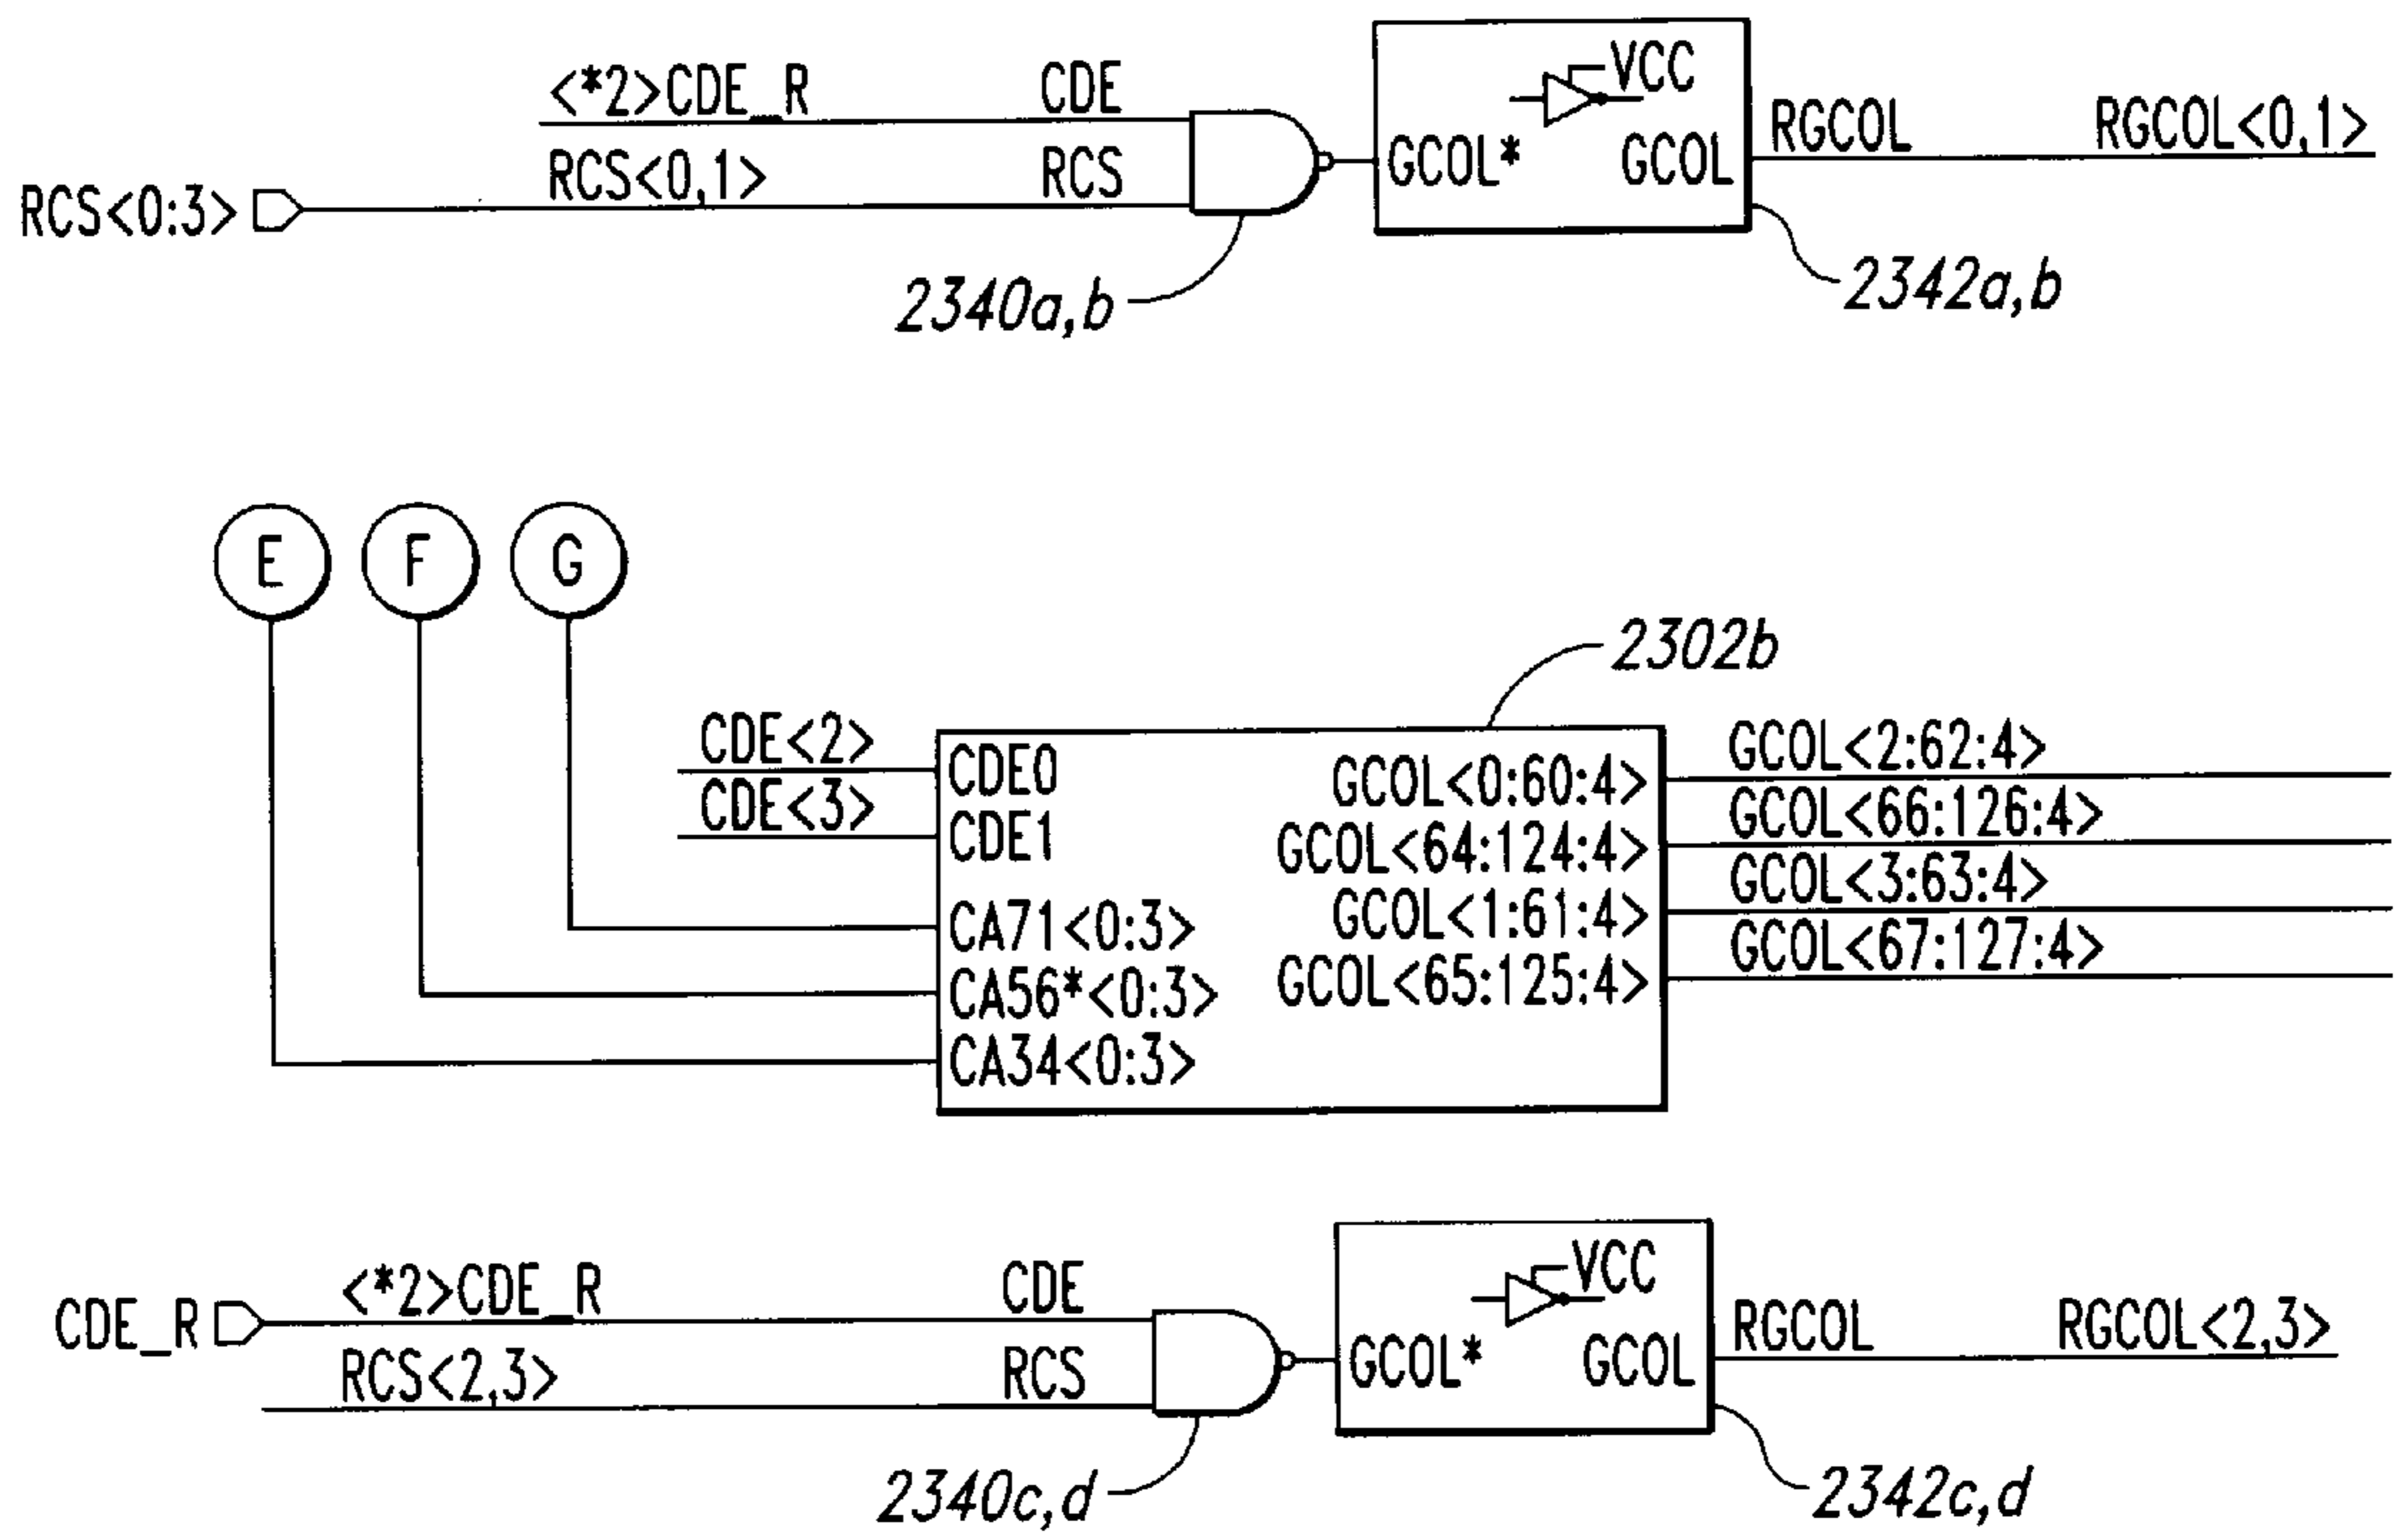 <*2>CDE_R
CDE
VCC
RCS<0,1>
RCS
GCOL*
GCOL
RGCOL
RGCOL<0,1>
RCS<0:3>
2340a,b
2342a,b
E
F
G
2302b
CDE<2>
CDE0
GCOL<0:60:4>
GCOL<2:62:4>
CDE<3>
CDE1
GCOL<64:124:4>
GCOL<66:126:4>
CA71<0:3>
GCOL<1:61:4>
GCOL<3:63:4>
CA56*<0:3>
GCOL<65:125:4>
GCOL<67:127:4>
CA34<0:3>
CDE_R
<*2>CDE_R
CDE
VCC
RCS<2,3>
RCS
GCOL*
GCOL
RGCOL
RGCOL<2,3>
2340c,d
2342c,d